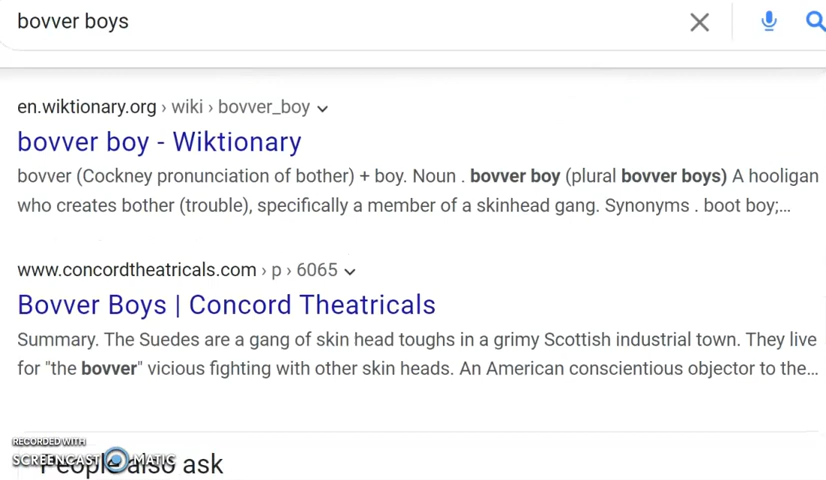 bovver boys
en.wiktionary.org › wiki › bovver_boy
bovver boy - Wiktionary
bovver (Cockney pronunciation of bother) + boy. Noun . bovver boy (plural bovver boys) A hooligan
who creates bother (trouble), specifically a member of a skinhead gang. Synonyms . boot boy;...
www.concordtheatricals.com › p › 6065
Bovver Boys | Concord Theatricals
Summary. The Suedes are a gang of skin head toughs in a grimy Scottish industrial town. They live
for "the bovver" vicious fighting with other skin heads. An American conscientious objector to the...
RECORDED WITH
SCREENCAST MATIC
People also ask